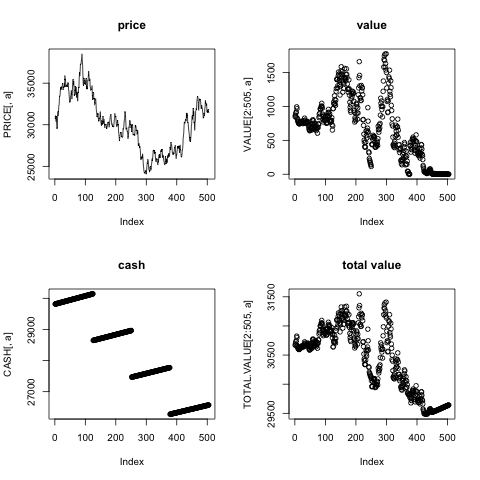 price
PRICE[, a]
25000 30000 35000
0 100 200 300 400 500
Index
value
VALUE[2:505, a]
0 500 1000 1500
0 100 200 300 400 500
Index
cash
CASH[, a]
27000 29000
0 100 200 300 400 500
Index
total value
TOTAL.VALUE[2:505, a]
29500 30500 31500
0 100 200 300 400 500
Index